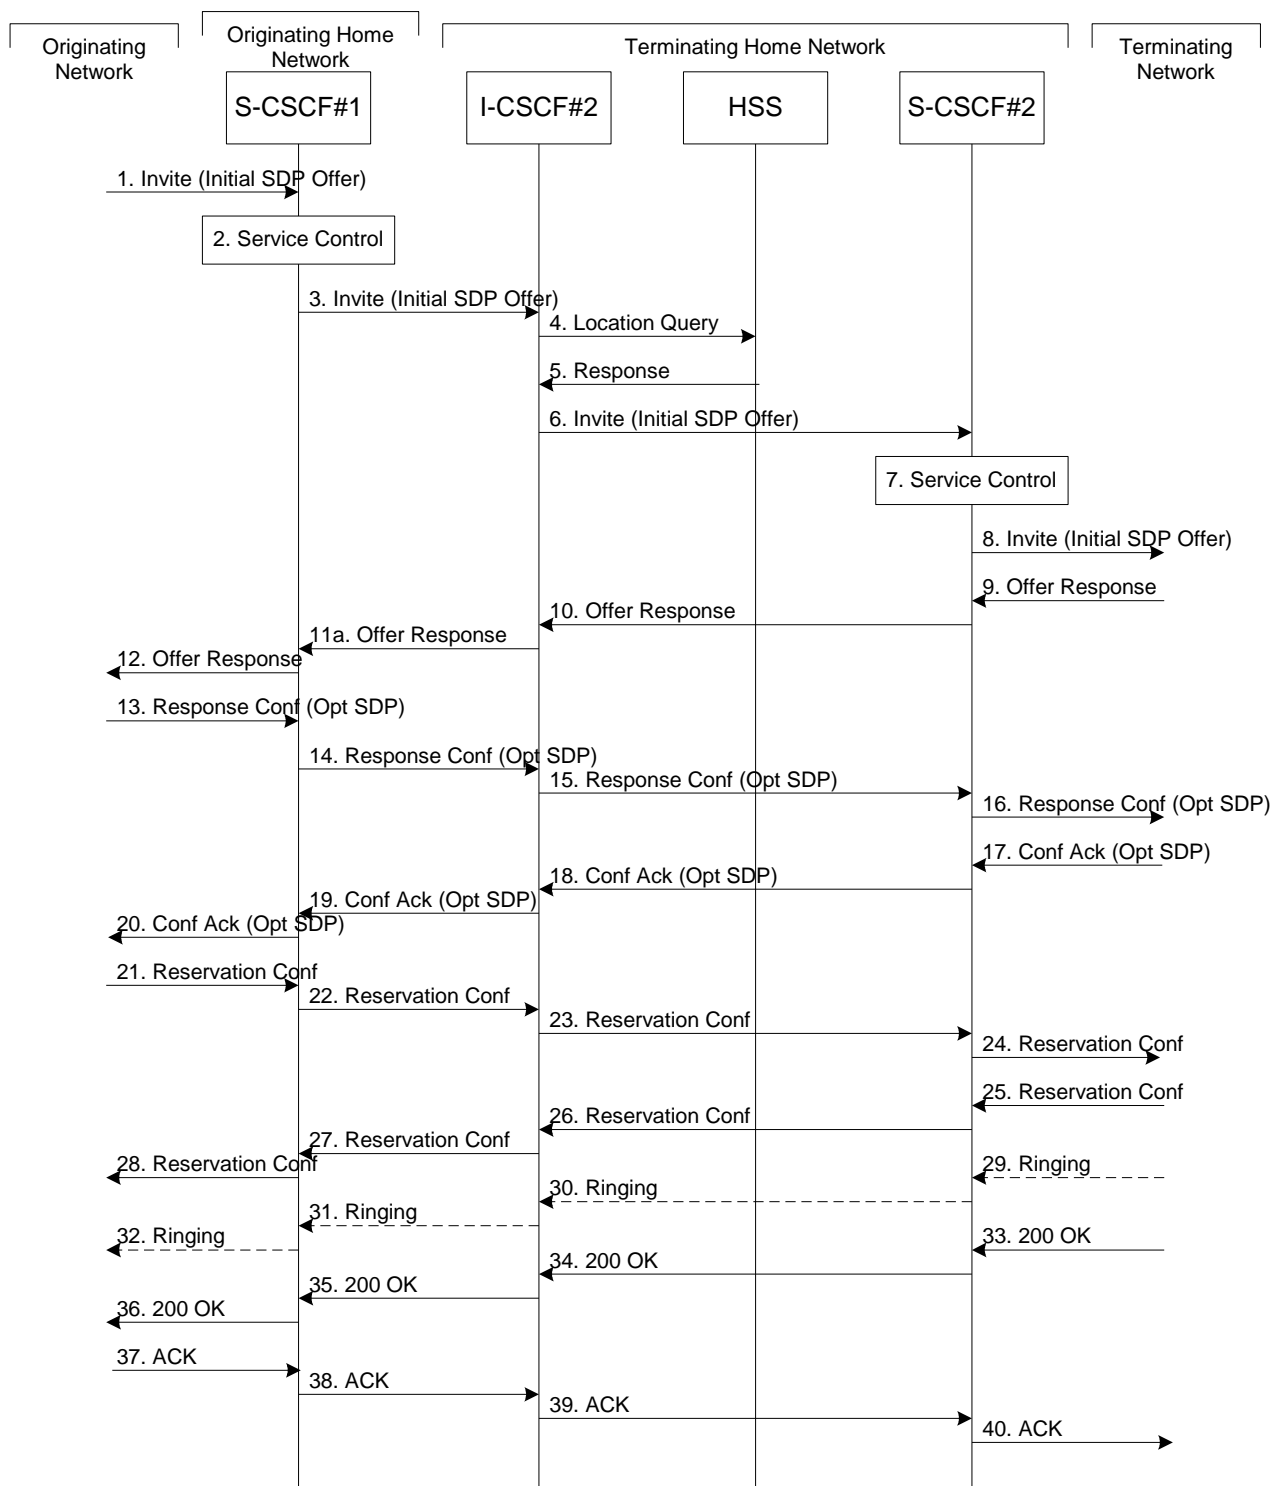 Originating
Network
Originating Home
Network
Terminating Home Network
Terminating
Network
S-CSCF#1
I-CSCF#2
HSS
S-CSCF#2
1. Invite (Initial SDP Offer)
2. Service Control
3. Invite (Initial SDP Offer)
4. Location Query
5. Response
6. Invite (Initial SDP Offer)
7. Service Control
8. Invite (Initial SDP Offer)
9. Offer Response
10. Offer Response
11a. Offer Response
12. Offer Response
13. Response Conf (Opt SDP)
14. Response Conf (Opt SDP)
15. Response Conf (Opt SDP)
16. Response Conf (Opt SDP)
17. Conf Ack (Opt SDP)
18. Conf Ack (Opt SDP)
19. Conf Ack (Opt SDP)
20. Conf Ack (Opt SDP)
21. Reservation Conf
22. Reservation Conf
23. Reservation Conf
24. Reservation Conf
25. Reservation Conf
26. Reservation Conf
27. Reservation Conf
28. Reservation Conf
29. Ringing
30. Ringing
31. Ringing
32. Ringing
33. 200 OK
34. 200 OK
35. 200 OK
36. 200 OK
37. ACK
38. ACK
39. ACK
40. ACK